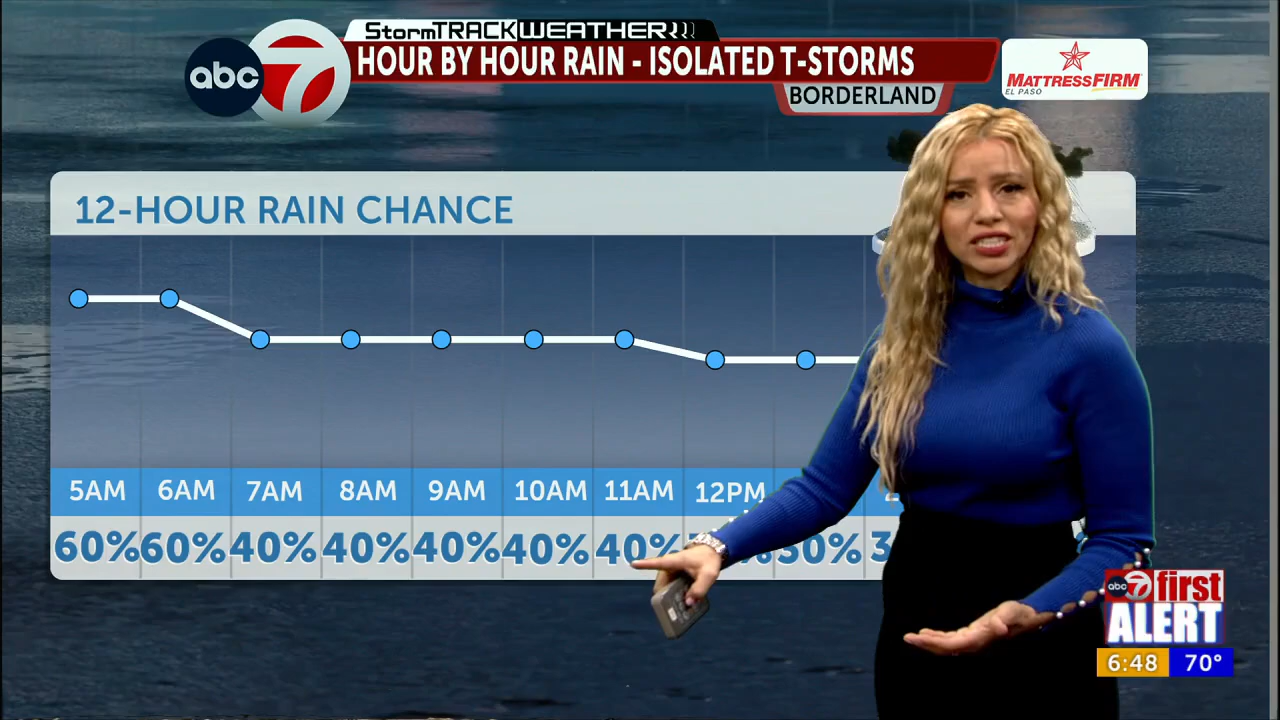 StormTRACKWEATHER
abc 7
HOUR BY HOUR RAIN - ISOLATED T-STORMS
BORDERLAND
MATTRESSFIRM
EL PASO
12-HOUR RAIN CHANCE
5AM 6AM 7AM 8AM 9AM 10AM 11AM 12PM
60% 60% 40% 40% 40% 40% 40% 30%
abc 7 first
ALERT
6:48 70°